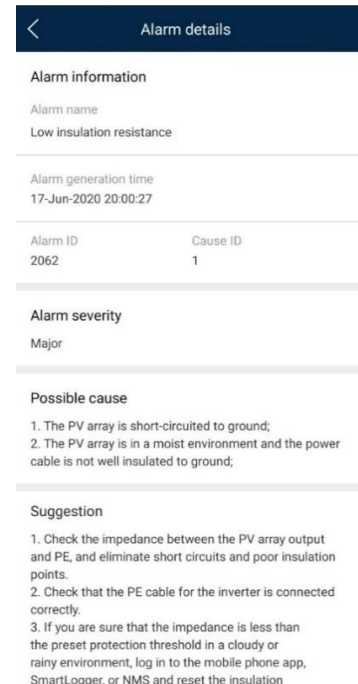 Alarm details
Alarm information
Alarm name
Low insulation resistance
Alarm generation time
17-Jun-2020 20:00:27
Alarm ID Cause ID
2062 1
Alarm severity
Major
Possible cause
1. The PV array is short-circuited to ground;
2. The PV array is in a moist environment and the power
cable is not well insulated to ground;
Suggestion
1. Check the impedance between the PV array output
and PE, and eliminate short circuits and poor insulation
points.
2. Check that the PE cable for the inverter is connected
correctly.
3. If you are sure that the impedance is less than
the preset protection threshold in a cloudy or
rainy environment, log in to the mobile phone app,
SmartLogger, or NMS and reset the insulation